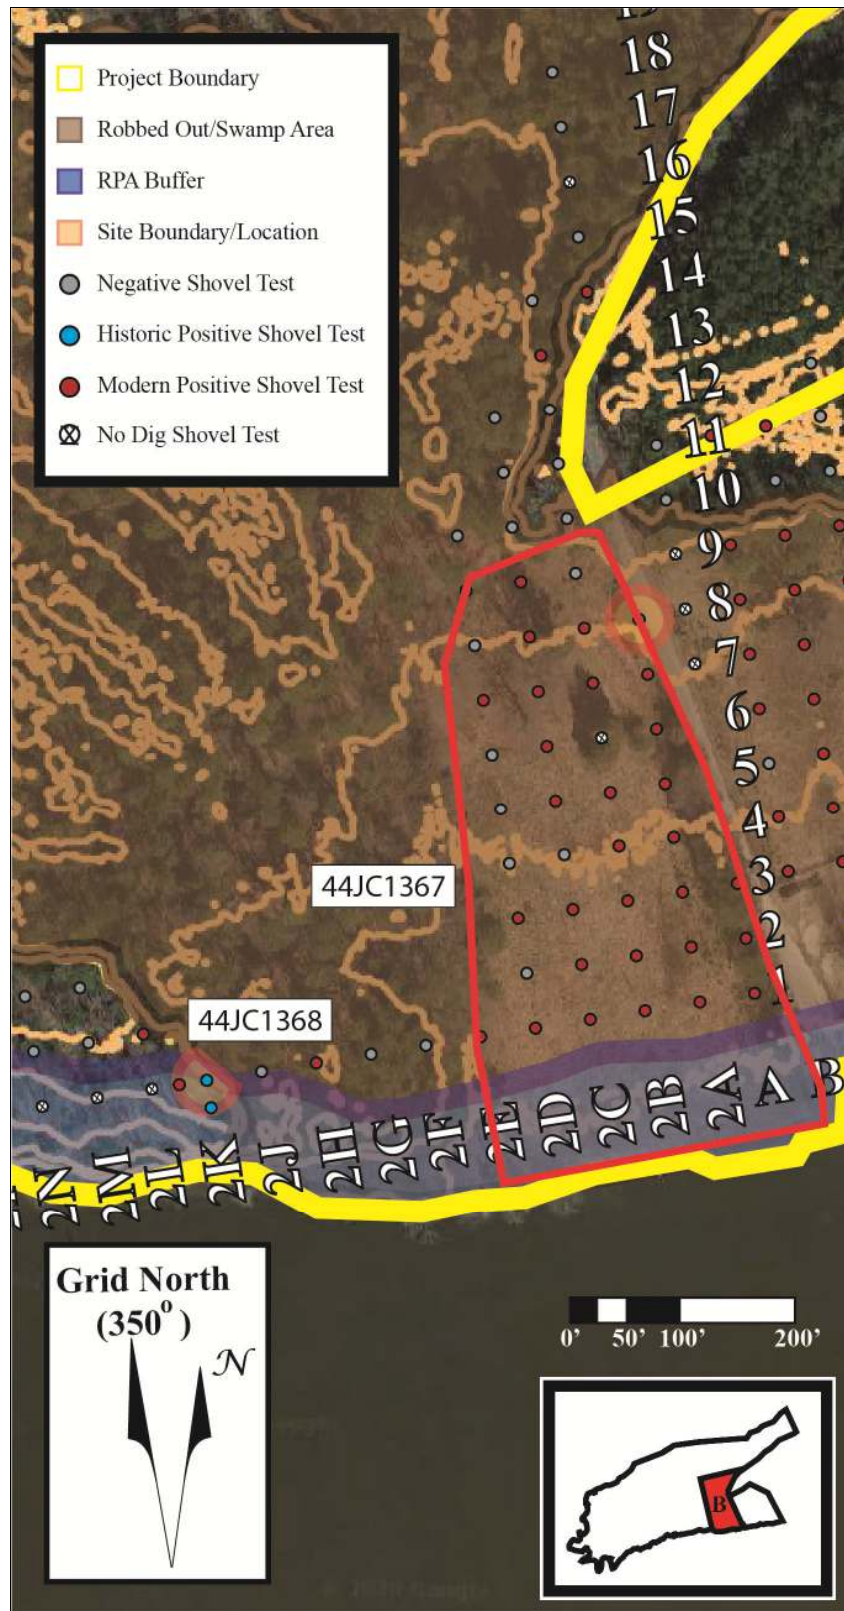 Project Boundary
Robbed Out/Swamp Area
RPA Buffer
Site Boundary/Location
Negative Shovel Test
Historic Positive Shovel Test
Modern Positive Shovel Test
No Dig Shovel Test
18
17
16
15
14
13
12
11
10
9
8
7
6
5
4
3
2
1
44JC1367
44JC1368
2N
2M
2L
2K
2J
2H
2G
2F
2E
2D
2C
2B
2A
A
B
Grid North
(350°)
N
0' 50' 100' 200'
B